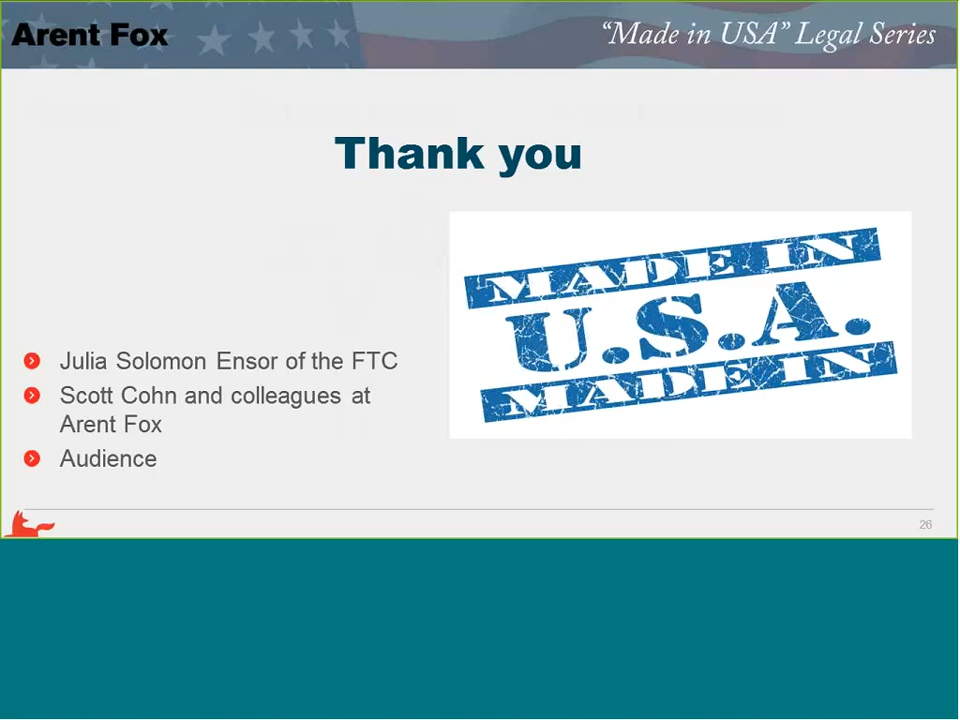 Arent Fox
“Made in USA” Legal Series
Thank you
MADE IN
U.S.A.
MADE IN
Julia Solomon Ensor of the FTC
Scott Cohn and colleagues at
Arent Fox
Audience
26